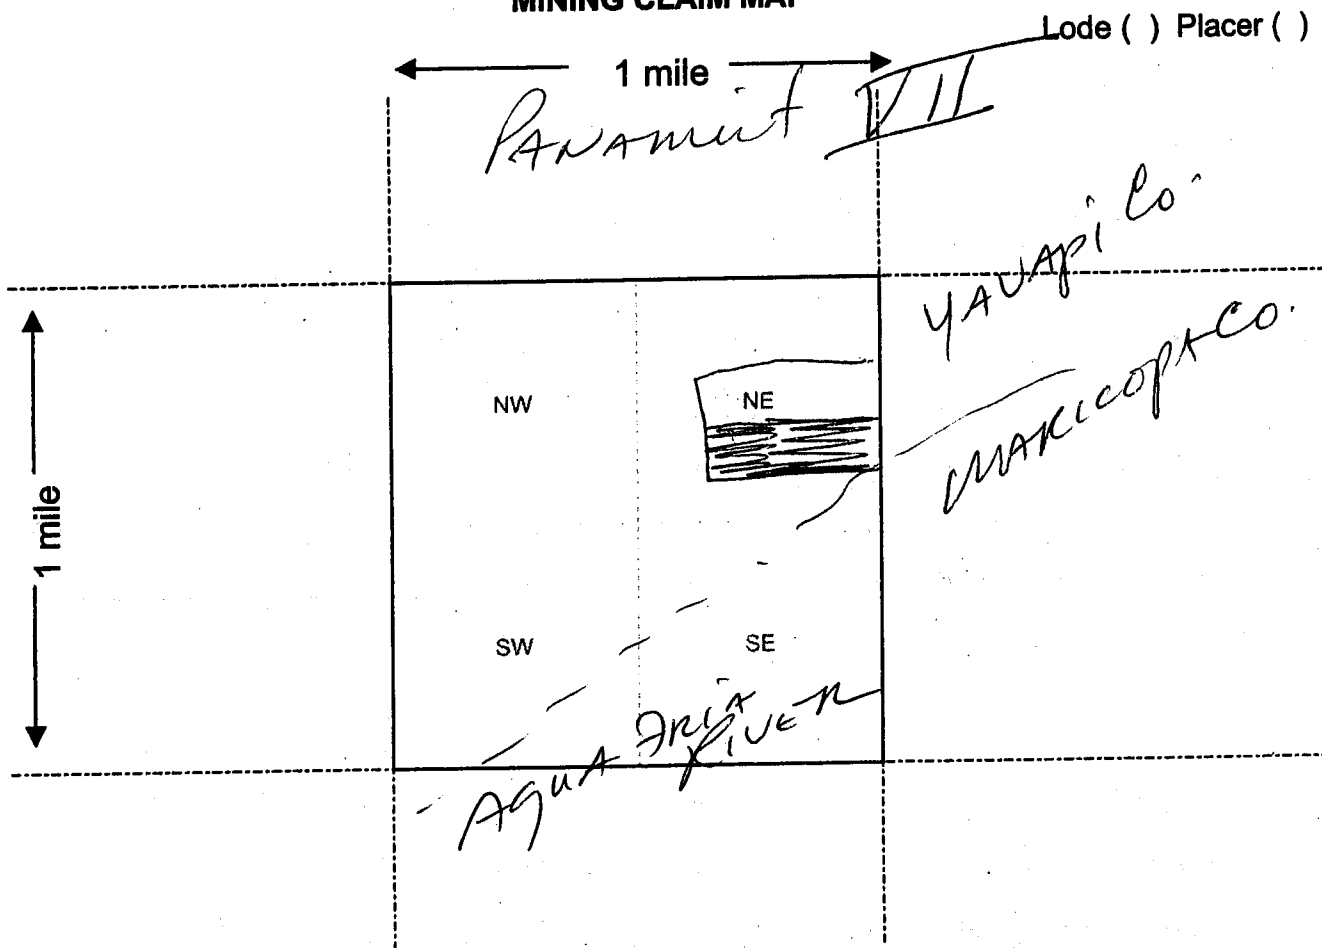 MINING CLAIM MAP
Lode ( ) Placer ( )
1 mile
PANAMINT VII
YAVAPI Co.
MARICOPA CO.
NW
NE
1 mile
SW
SE
AGUA FRIA
RIVER